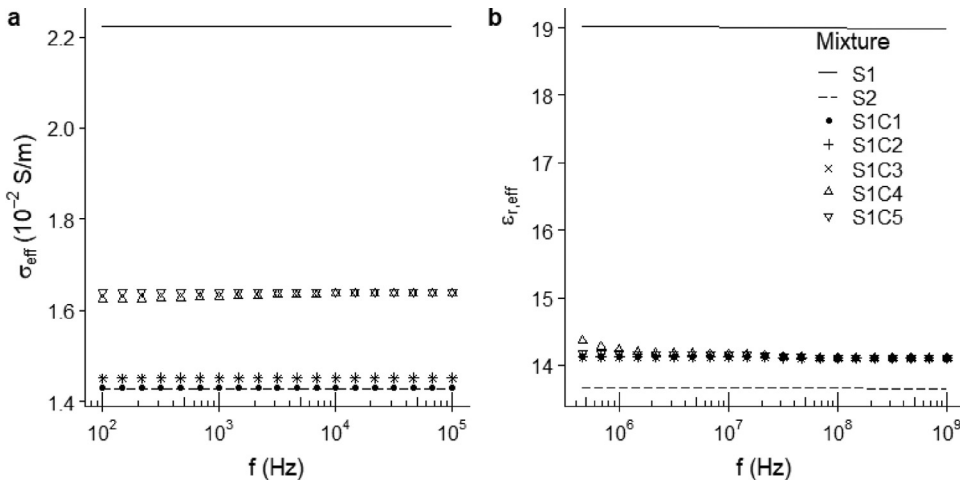 a
2.2
2.0
1.8
1.6
1.4
σeff (10⁻² S/m)
10² 10³ 10⁴ 10⁵
f (Hz)
b
19
18
17
16
15
14
εr,eff
Mixture
S1
S2
S1C1
S1C2
S1C3
S1C4
S1C5
10⁶ 10⁷ 10⁸ 10⁹
f (Hz)